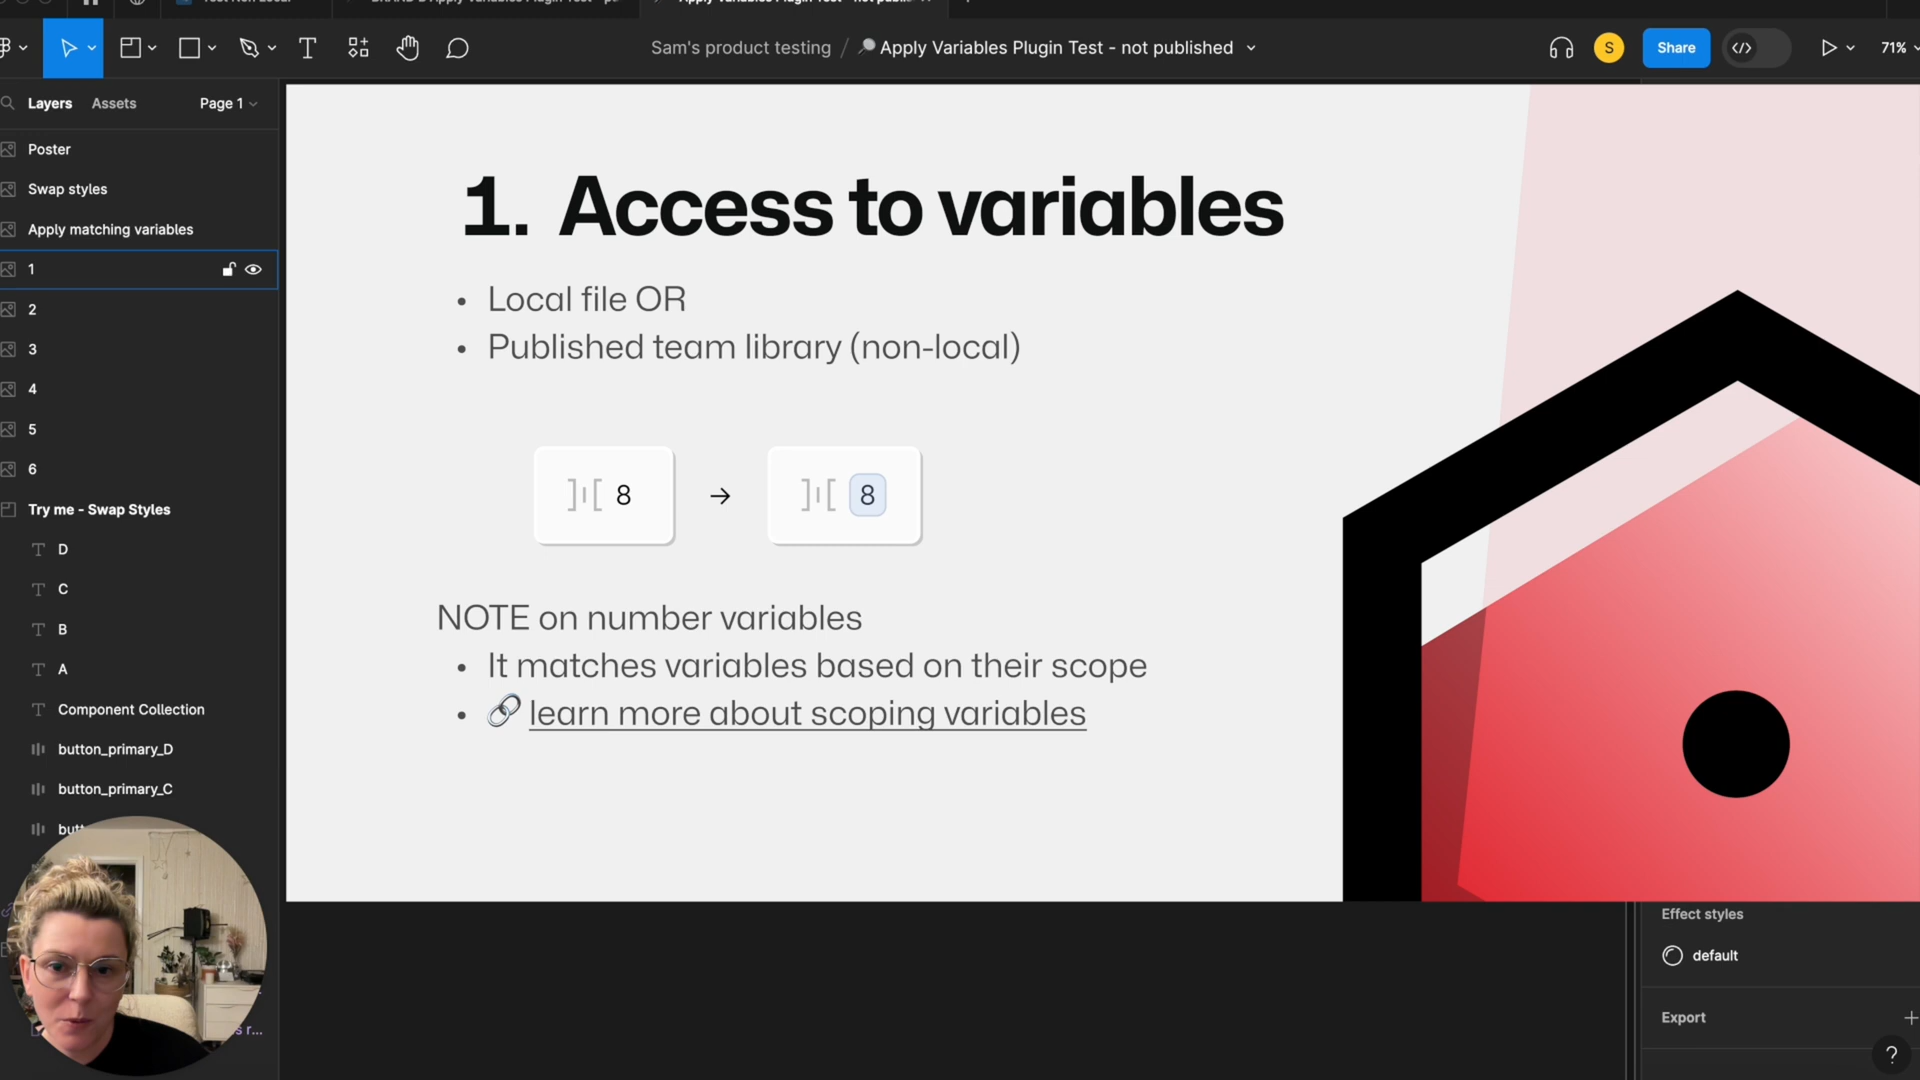 Sam's product testing / Apply Variables Plugin Test - not published
S
Share
71%
Layers
Assets
Page 1
Poster
Swap styles
Apply matching variables
1
2
3
4
5
6
Try me - Swap Styles
D
C
B
A
Component Collection
button_primary_D
button_primary_C
1. Access to variables
• Local file OR
• Published team library (non-local)
8 → 8
NOTE on number variables
• It matches variables based on their scope
• learn more about scoping variables
Effect styles
default
Export
?